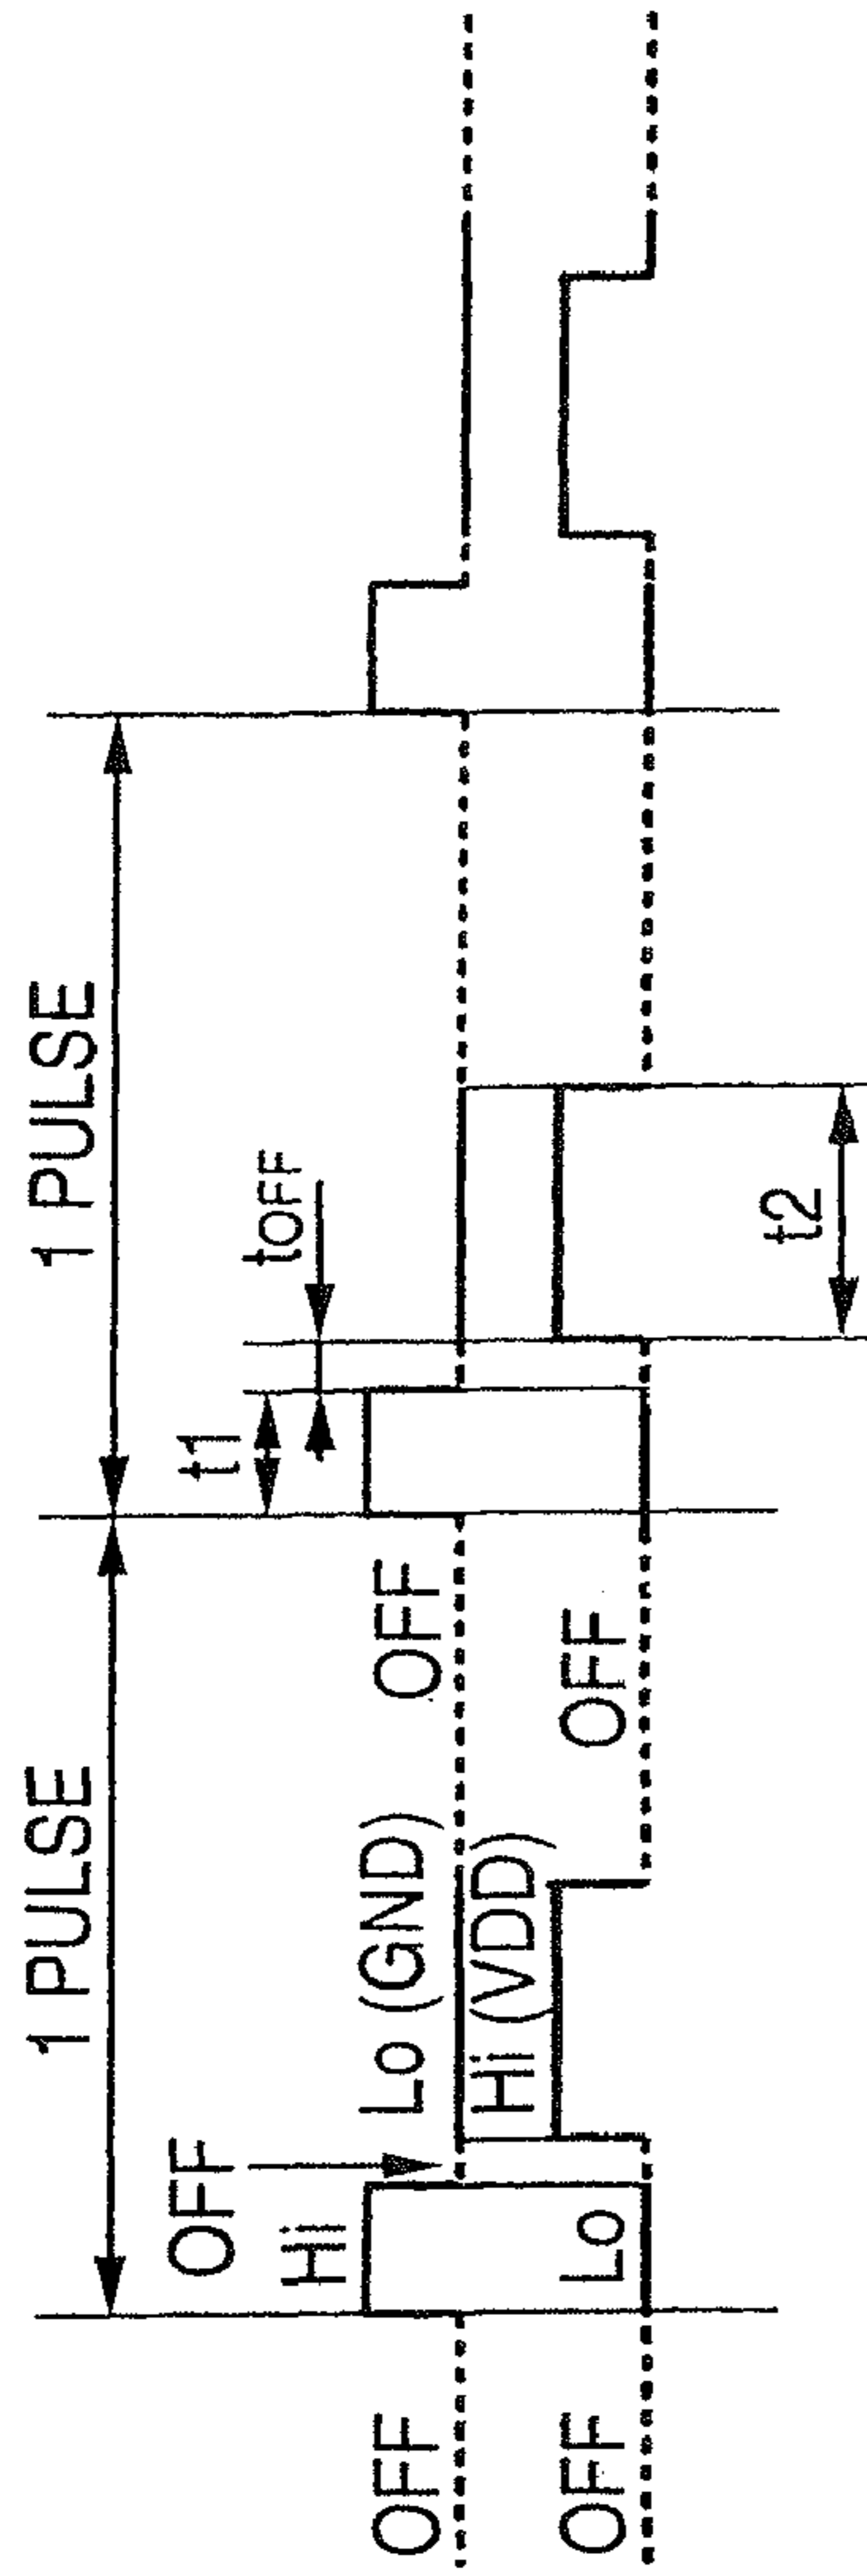 1 PULSE
1 PULSE
OFF
t1
tOFF
OFF
Hi
Lo (GND)
OFF
OFF
Lo
Hi (VDD)
OFF
t2